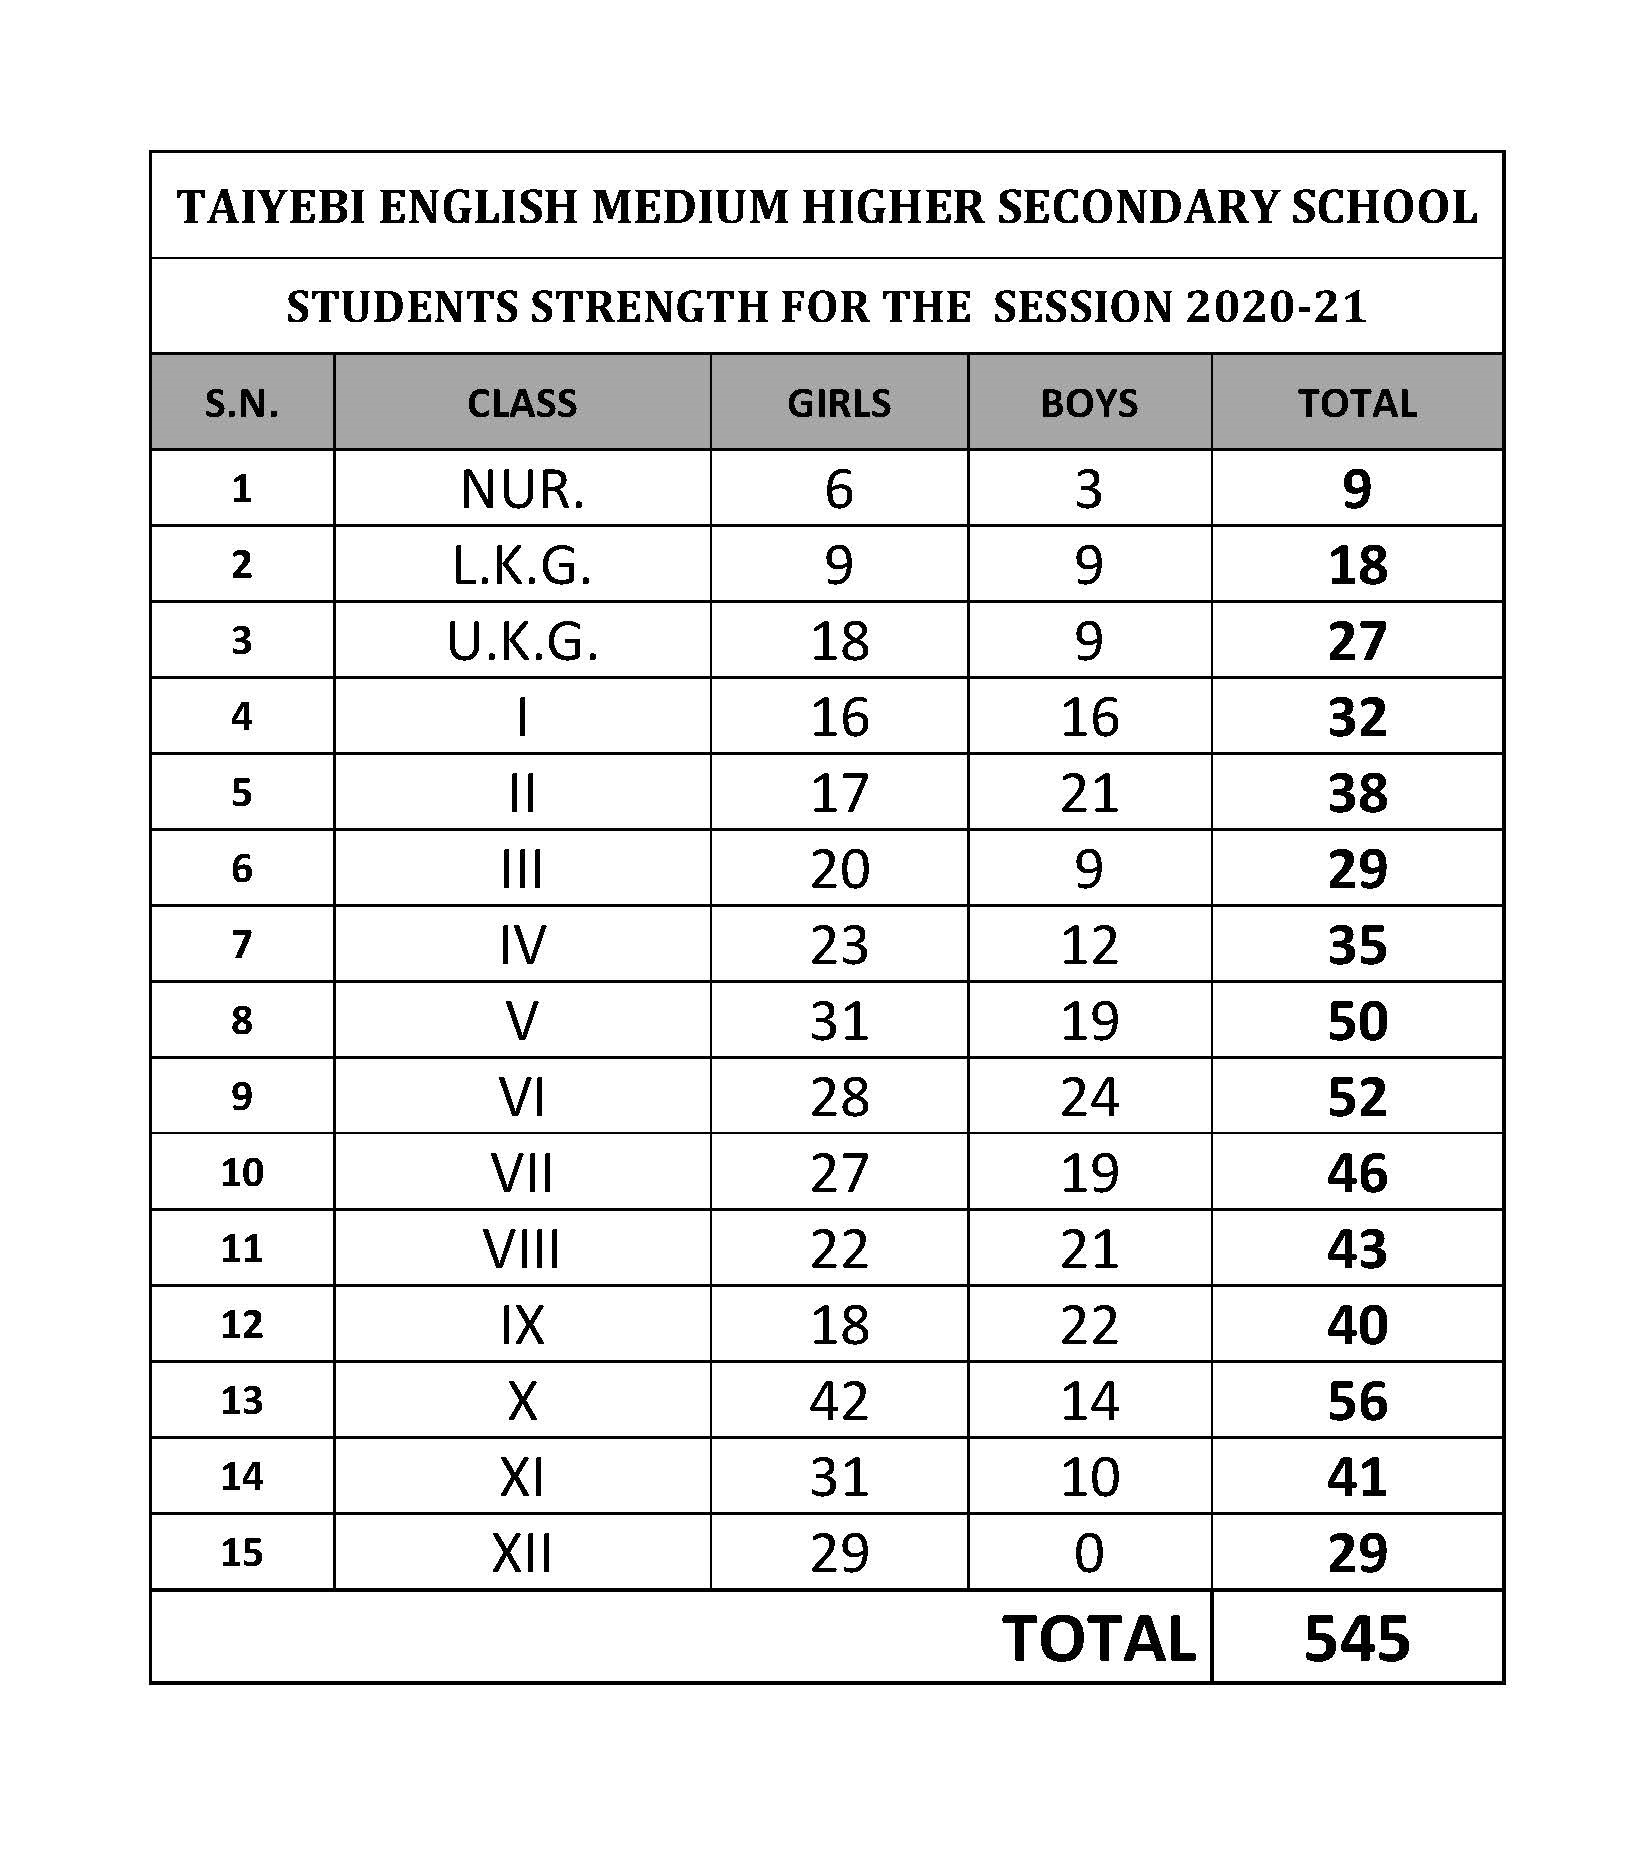 TAIYEBI ENGLISH MEDIUM HIGHER SECONDARY SCHOOL
STUDENTS STRENGTH FOR THE SESSION 2020-21
S.N. CLASS GIRLS BOYS TOTAL
1 NUR. 6 3 9
2 L.K.G. 9 9 18
3 U.K.G. 18 9 27
4 I 16 16 32
5 II 17 21 38
6 III 20 9 29
7 IV 23 12 35
8 V 31 19 50
9 VI 28 24 52
10 VII 27 19 46
11 VIII 22 21 43
12 IX 18 22 40
13 X 42 14 56
14 XI 31 10 41
15 XII 29 0 29
TOTAL 545